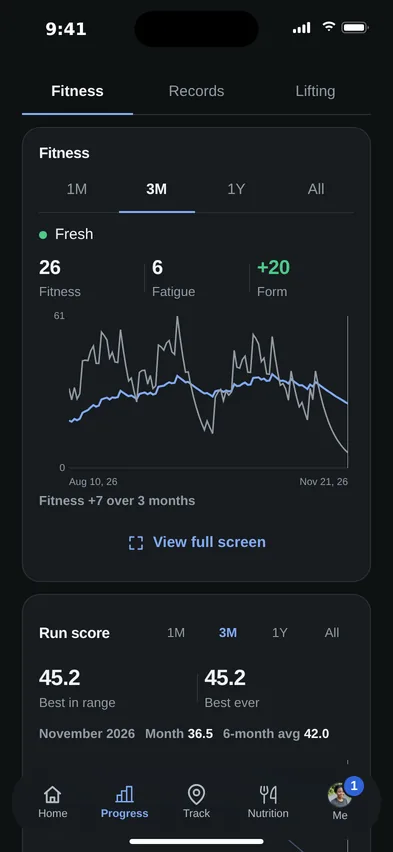 9:41
Fitness Records Lifting
Fitness
1M 3M 1Y All
Fresh
26 6 +20
Fitness Fatigue Form
61
0
Aug 10, 26 Nov 21, 26
Fitness +7 over 3 months
View full screen
Run score 1M 3M 1Y All
45.2 45.2
Best in range Best ever
November 2026 Month 36.5 6-month avg 42.0
1
Home Progress Track Nutrition Me